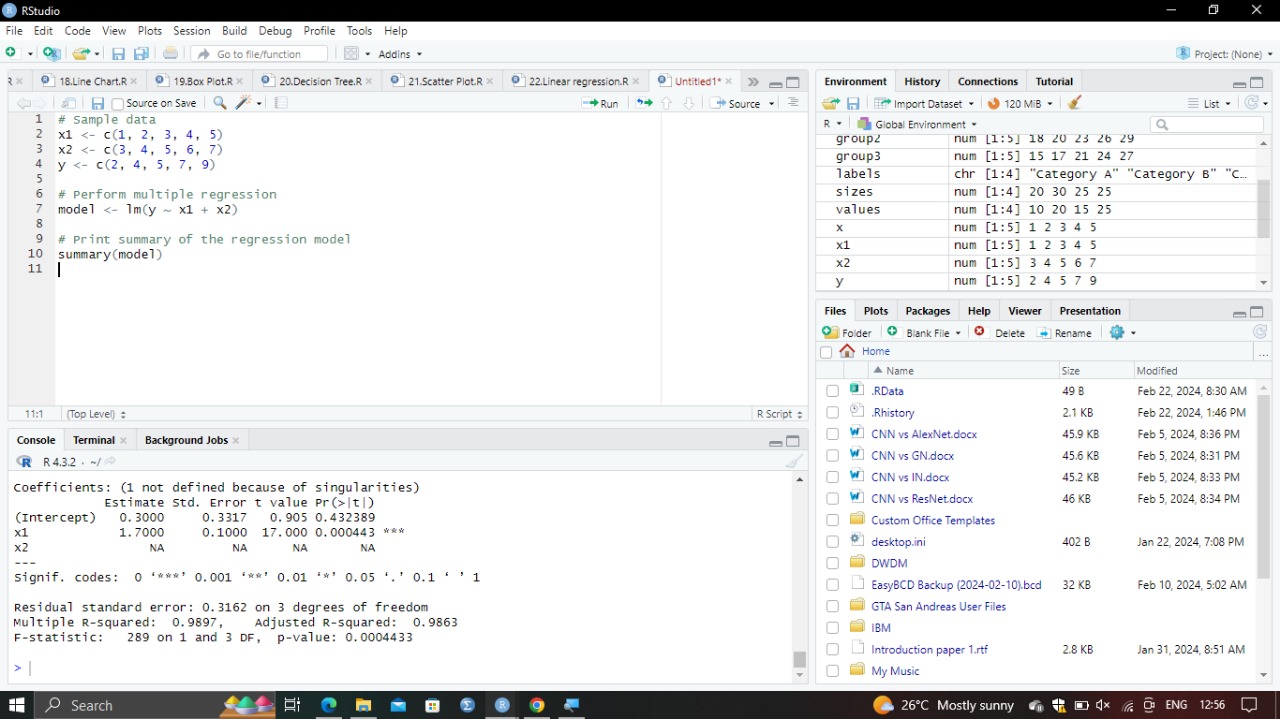 RStudio
File Edit Code View Plots Session Build Debug Profile Tools Help
Go to file/function Addins Project: (None)
R 18.Line Chart.R 19.Box Plot.R 20.Decision Tree.R 21.Scatter Plot.R 22.Linear regression.R Untitled1*
Source on Save Run Source
1 # Sample data
2 x1 <- c(1, 2, 3, 4, 5)
3 x2 <- c(3, 4, 5, 6, 7)
4 y <- c(2, 4, 5, 7, 9)
5
6 # Perform multiple regression
7 model <- lm(y ~ x1 + x2)
8
9 # Print summary of the regression model
10 summary(model)
11
11:1 (Top Level) R Script
Console Terminal Background Jobs
R 4.3.2 · ~/
Coefficients: (1 not defined because of singularities)
Estimate Std. Error t value Pr(>|t|)
(Intercept) 0.3000 0.3317 0.905 0.432389
x1 1.7000 0.1000 17.000 0.000443 ***
x2 NA NA NA NA
---
Signif. codes: 0 ‘***’ 0.001 ‘**’ 0.01 ‘*’ 0.05 ‘.’ 0.1 ‘ ’ 1
Residual standard error: 0.3162 on 3 degrees of freedom
Multiple R-squared: 0.9897, Adjusted R-squared: 0.9863
F-statistic: 289 on 1 and 3 DF, p-value: 0.0004433
>
Environment History Connections Tutorial
Import Dataset 120 MiB List
R Global Environment
group2 num [1:5] 18 20 23 26 29
group3 num [1:5] 15 17 21 24 27
labels chr [1:4] "Category A" "Category B" "C…
sizes num [1:4] 20 30 25 25
values num [1:4] 10 20 15 25
x num [1:5] 1 2 3 4 5
x1 num [1:5] 1 2 3 4 5
x2 num [1:5] 3 4 5 6 7
y num [1:5] 2 4 5 7 9
Files Plots Packages Help Viewer Presentation
Folder Blank File Delete Rename
Home ...
Name Size Modified
.RData 49 B Feb 22, 2024, 8:30 AM
.Rhistory 2.1 KB Feb 22, 2024, 1:46 PM
CNN vs AlexNet.docx 45.9 KB Feb 5, 2024, 8:36 PM
CNN vs GN.docx 45.6 KB Feb 5, 2024, 8:31 PM
CNN vs IN.docx 45.2 KB Feb 5, 2024, 8:33 PM
CNN vs ResNet.docx 46 KB Feb 5, 2024, 8:34 PM
Custom Office Templates
desktop.ini 402 B Jan 22, 2024, 7:08 PM
DWDM
EasyBCD Backup (2024-02-10).bcd 32 KB Feb 10, 2024, 5:02 AM
GTA San Andreas User Files
IBM
Introduction paper 1.rtf 2.8 KB Jan 31, 2024, 8:51 AM
My Music
Search 26°C Mostly sunny ENG 12:56